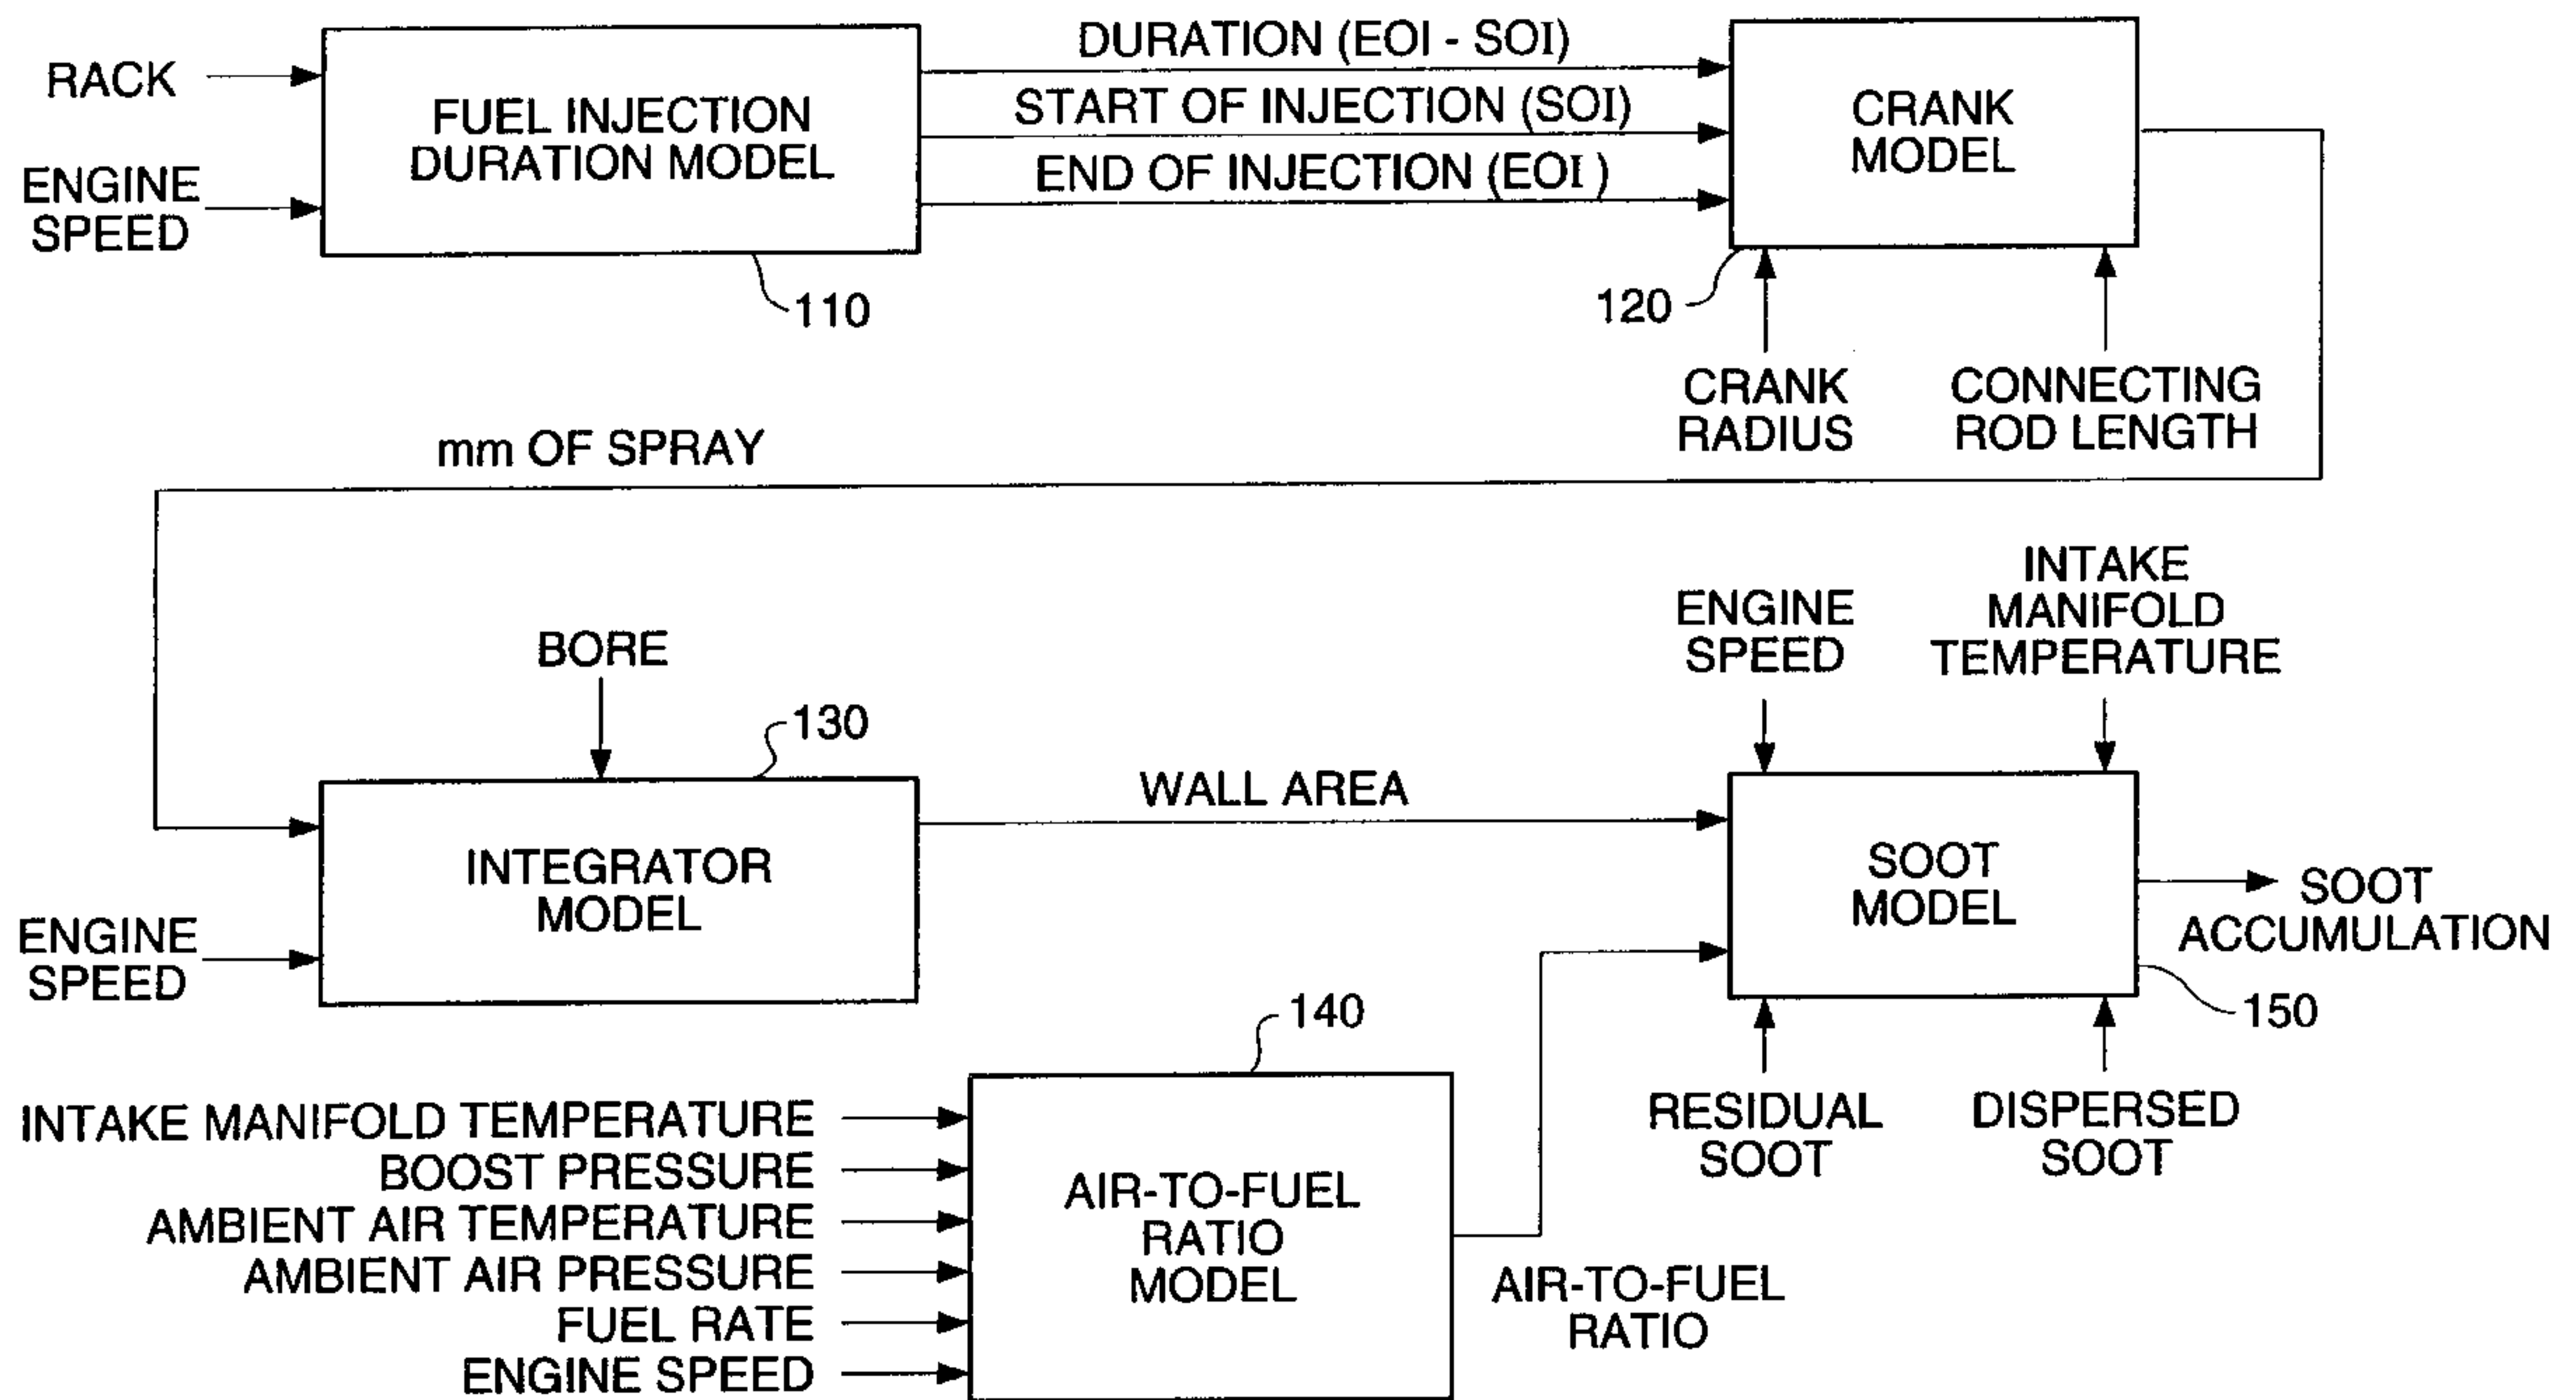 RACK
ENGINE
SPEED
FUEL INJECTION
DURATION MODEL
110
DURATION (EOI - SOI)
START OF INJECTION (SOI)
END OF INJECTION (EOI )
CRANK
MODEL
120
CRANK
RADIUS
CONNECTING
ROD LENGTH
mm OF SPRAY
BORE
130
INTEGRATOR
MODEL
ENGINE
SPEED
WALL AREA
ENGINE
SPEED
INTAKE
MANIFOLD
TEMPERATURE
SOOT
MODEL
SOOT
ACCUMULATION
150
RESIDUAL
SOOT
DISPERSED
SOOT
140
INTAKE MANIFOLD TEMPERATURE
BOOST PRESSURE
AMBIENT AIR TEMPERATURE
AMBIENT AIR PRESSURE
FUEL RATE
ENGINE SPEED
AIR-TO-FUEL
RATIO
MODEL
AIR-TO-FUEL
RATIO